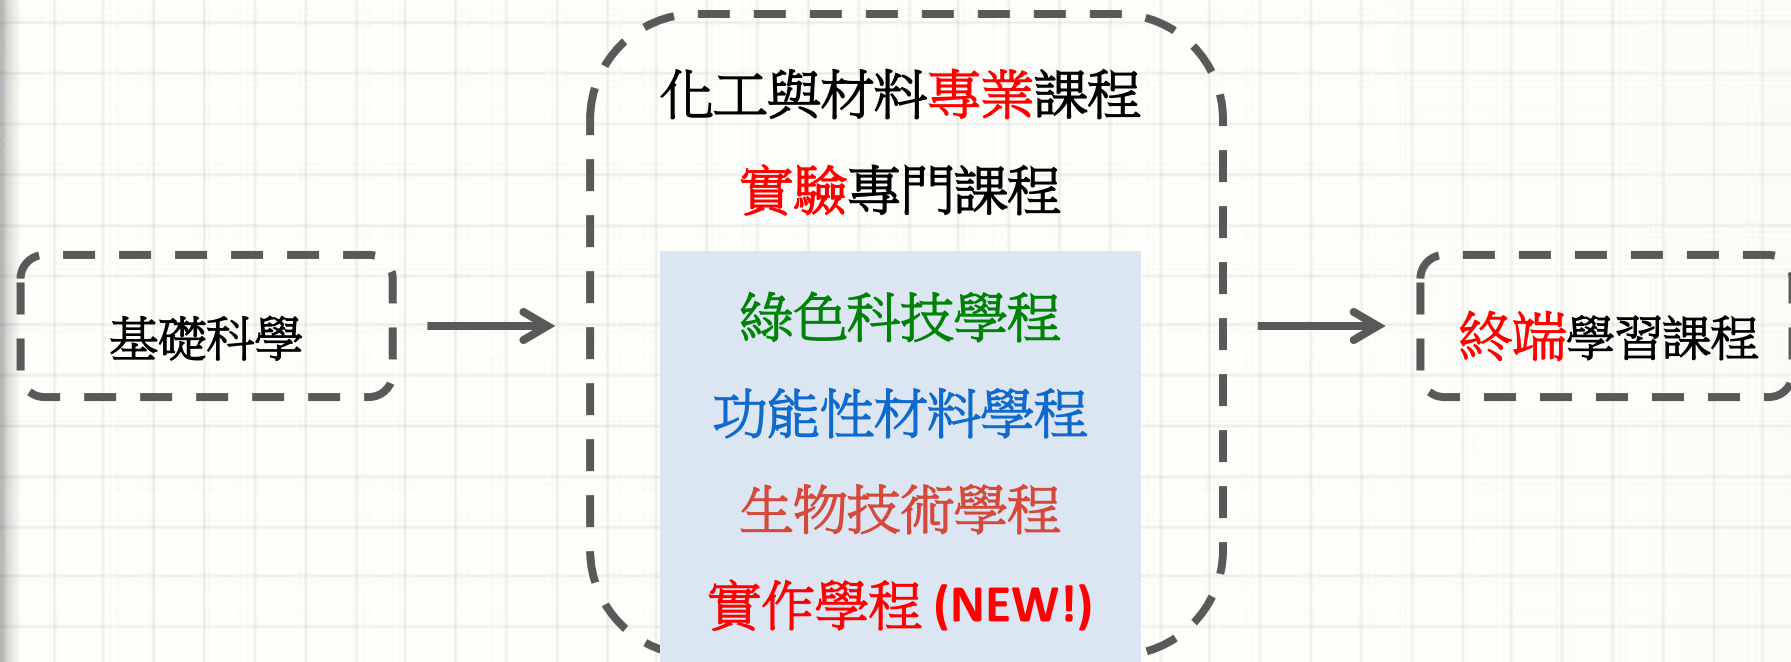 基礎科學
化工與材料專業課程
實驗專門課程
綠色科技學程
功能性材料學程
生物技術學程
實作學程 (NEW!)
終端學習課程